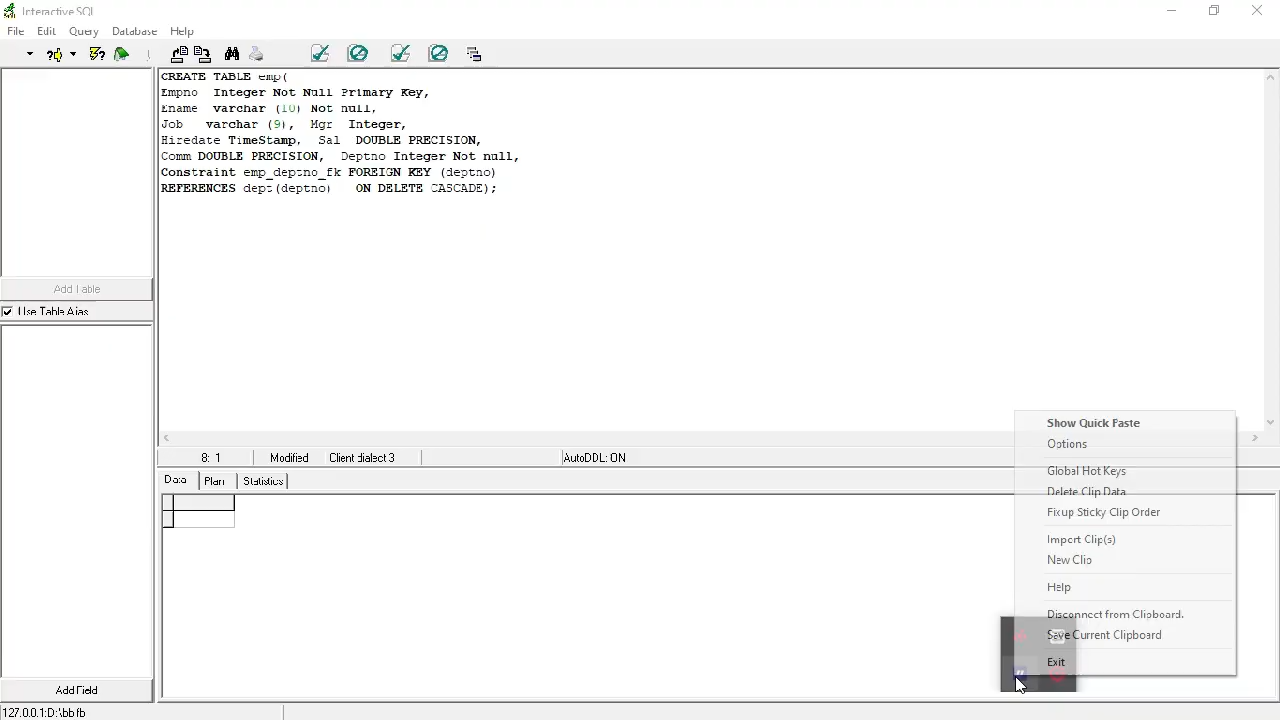 Interactive SQL
File Edit Query Database Help
CREATE TABLE emp(
Empno Integer Not Null Primary Key,
Ename varchar (10) Not null,
Job varchar (9), Mgr Integer,
Hiredate TimeStamp, Sal DOUBLE PRECISION,
Comm DOUBLE PRECISION, Deptno Integer Not null,
Constraint emp_deptno_fk FOREIGN KEY (deptno)
REFERENCES dept(deptno) ON DELETE CASCADE);
Add Table
Use Table Alias
8: 1 Modified Client dialect 3 AutoDDL: ON
Data Plan Statistics
Show Quick Paste
Options
Global Hot Keys
Delete Clip Data
Fixup Sticky Clip Order
Import Clip(s)
New Clip
Help
Disconnect from Clipboard.
Save Current Clipboard
Exit
Add Field
127.0.0.1:D:\bb.fb